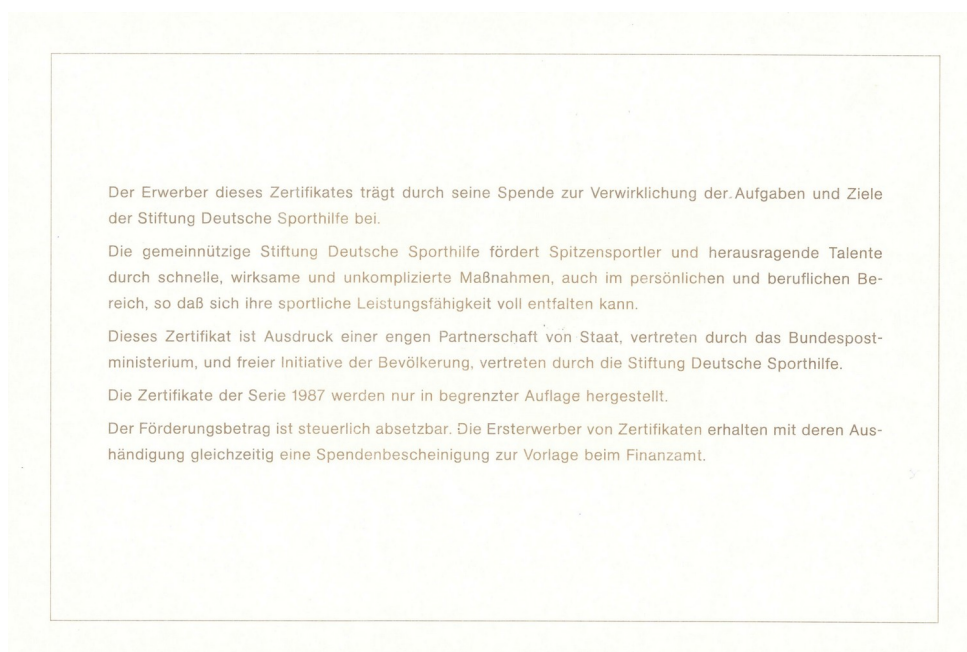 Der Erwerber dieses Zertifikates trägt durch seine Spende zur Verwirklichung der Aufgaben und Ziele
der Stiftung Deutsche Sporthilfe bei.
Die gemeinnützige Stiftung Deutsche Sporthilfe fördert Spitzensportler und herausragende Talente
durch schnelle, wirksame und unkomplizierte Maßnahmen, auch im persönlichen und beruflichen Be-
reich, so daß sich ihre sportliche Leistungsfähigkeit voll entfalten kann.
Dieses Zertifikat ist Ausdruck einer engen Partnerschaft von Staat, vertreten durch das Bundespost-
ministerium, und freier Initiative der Bevölkerung, vertreten durch die Stiftung Deutsche Sporthilfe.
Die Zertifikate der Serie 1987 werden nur in begrenzter Auflage hergestellt.
Der Förderungsbetrag ist steuerlich absetzbar. Die Ersterwerber von Zertifikaten erhalten mit deren Aus-
händigung gleichzeitig eine Spendenbescheinigung zur Vorlage beim Finanzamt.